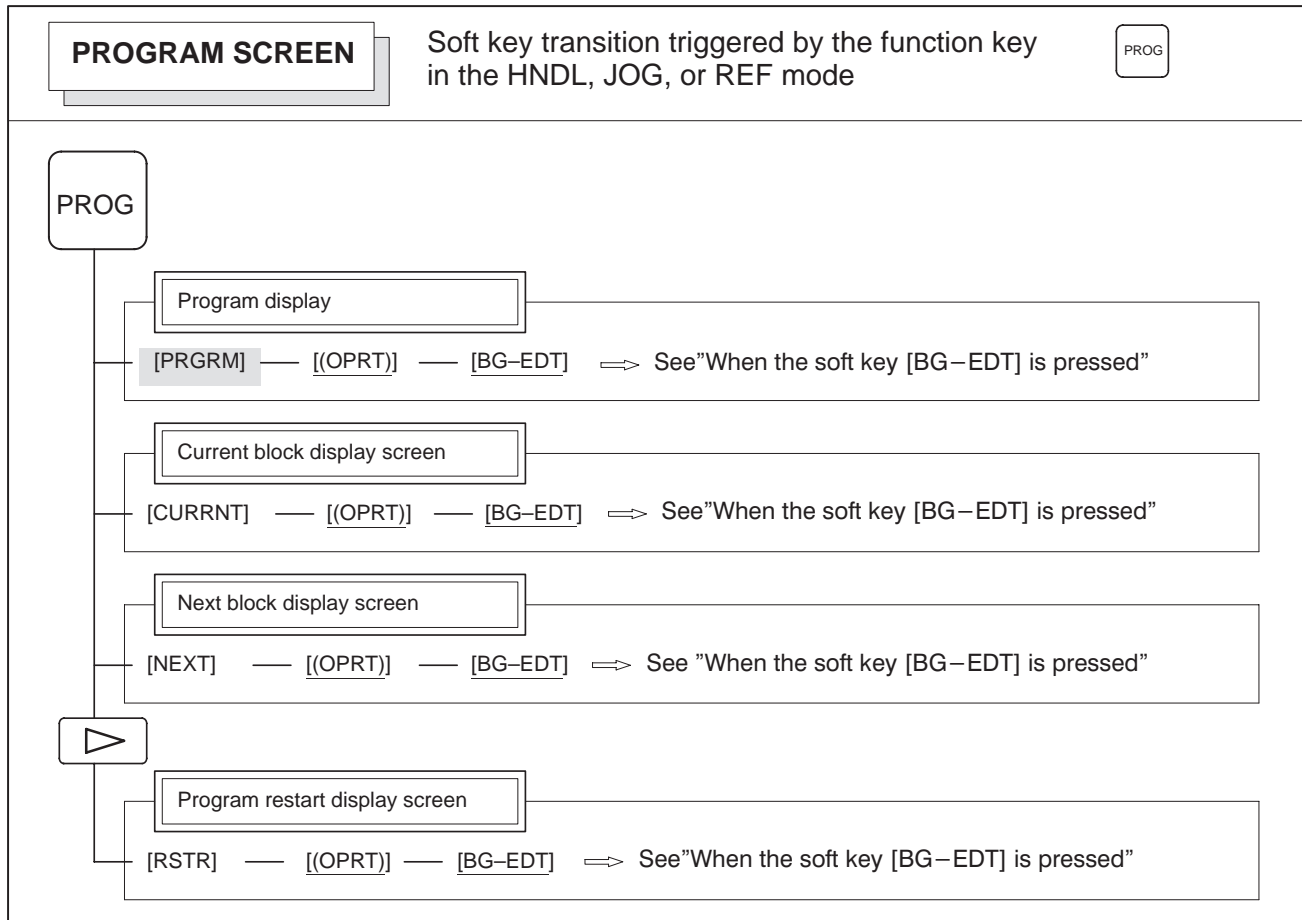 PROGRAM SCREEN
Soft key transition triggered by the function key
in the HNDL, JOG, or REF mode
PROG
PROG
Program display
[PRGRM] [(OPRT)] [BG–EDT] See”When the soft key [BG−EDT] is pressed”
Current block display screen
[CURRNT] [(OPRT)] [BG–EDT] See”When the soft key [BG−EDT] is pressed”
Next block display screen
[NEXT] [(OPRT)] [BG–EDT] See ”When the soft key [BG−EDT] is pressed”
Program restart display screen
[RSTR] [(OPRT)] [BG–EDT] See”When the soft key [BG−EDT] is pressed”